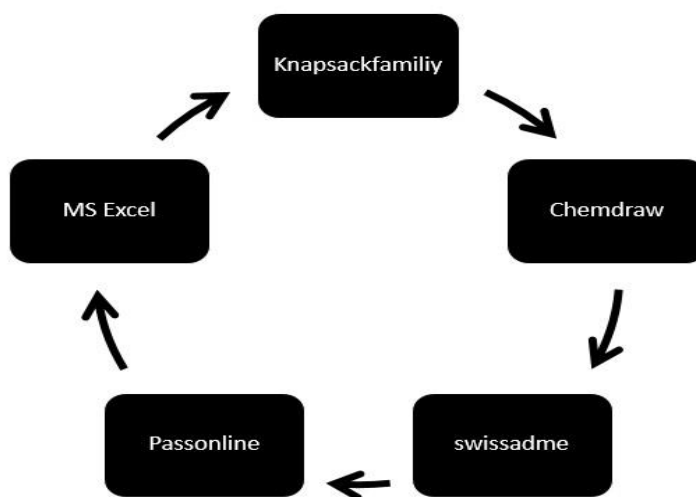 Knapsackfamiliy
MS Excel
Chemdraw
Passonline
swissadme